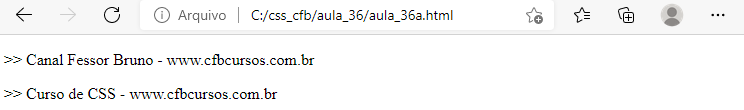 Arquivo | C:/css_cfb/aula_36/aula_36a.html
>> Canal Fessor Bruno - www.cfbcursos.com.br
>> Curso de CSS - www.cfbcursos.com.br